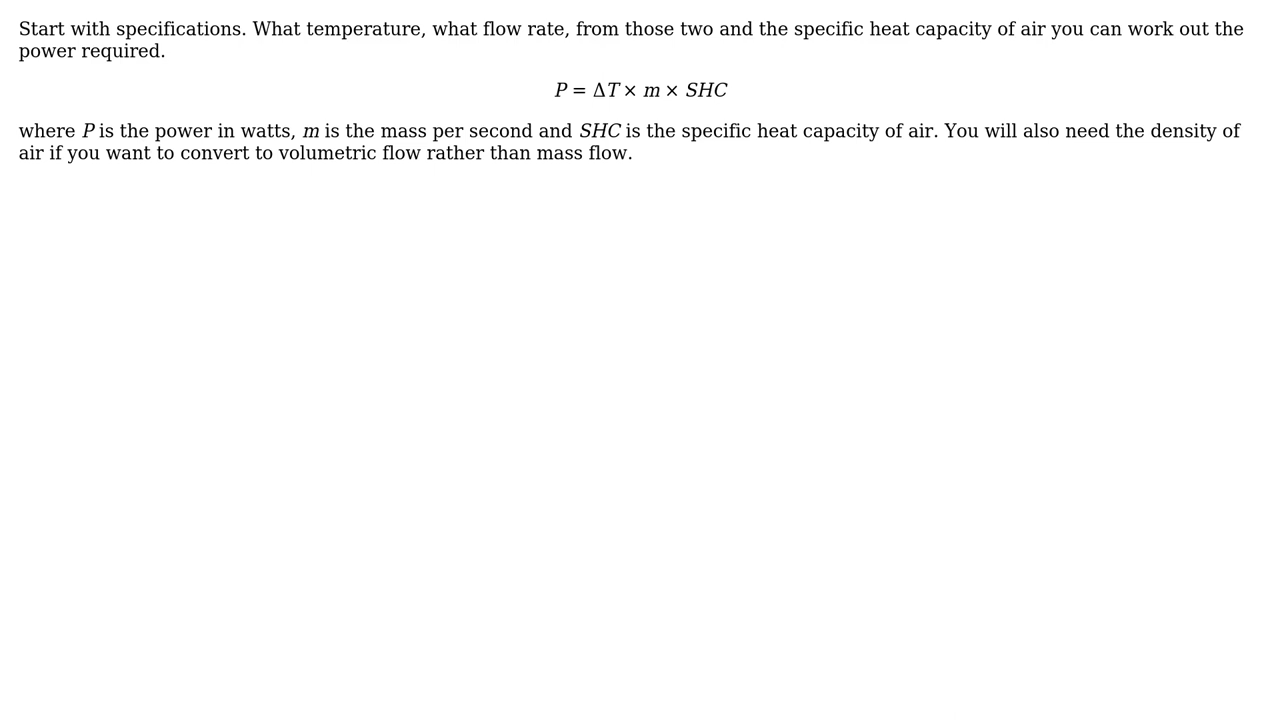 Start with specifications. What temperature, what flow rate, from those two and the specific heat capacity of air you can work out the
power required.
P = ΔT × m × SHC
where P is the power in watts, m is the mass per second and SHC is the specific heat capacity of air. You will also need the density of
air if you want to convert to volumetric flow rather than mass flow.